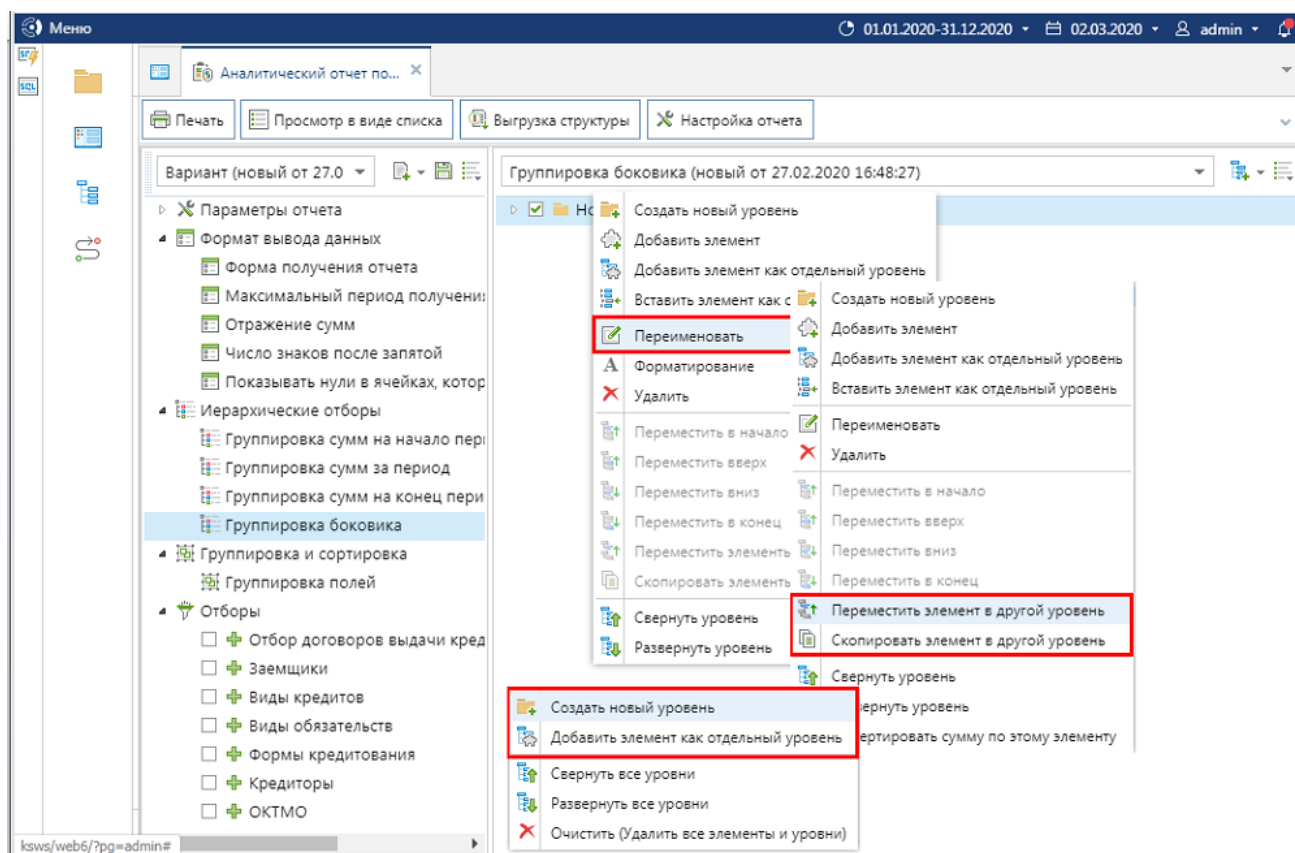 Меню
01.01.2020-31.12.2020
02.03.2020
admin
SQL
Аналитический отчет по...
Печать
Просмотр в виде списка
Выгрузка структуры
Настройка отчета
Вариант (новый от 27.0
Параметры отчета
Формат вывода данных
Форма получения отчета
Максимальный период получени
Отражение сумм
Число знаков после запятой
Показывать нули в ячейках, котор
Иерархические отборы
Группировка сумм на начало пер
Группировка сумм за период
Группировка сумм на конец пери
Группировка боковика
Группировка и сортировка
Группировка полей
Отборы
Отбор договоров выдачи кред
Заемщики
Виды кредитов
Виды обязательств
Формы кредитования
Кредиторы
ОКТМО
ksws/web6/?pg=admin#
Группировка боковика (новый от 27.02.2020 16:48:27)
Но
Создать новый уровень
Добавить элемент
Добавить элемент как отдельный уровень
Вставить элемент как с
Переименовать
Форматирование
Удалить
Переместить в начало
Переместить вверх
Переместить вниз
Переместить в конец
Переместить элементь
Скопировать элементь
Свернуть уровень
Развернуть уровень
Создать новый уровень
Добавить элемент
Добавить элемент как отдельный уровень
Вставить элемент как отдельный уровень
Переименовать
Удалить
Переместить в начало
Переместить вверх
Переместить вниз
Переместить в конец
Переместить элемент в другой уровень
Скопировать элемент в другой уровень
Свернуть уровень
вернуть уровень
ертировать сумму по этому элементу
Создать новый уровень
Добавить элемент как отдельный уровень
Свернуть все уровни
Развернуть все уровни
Очистить (Удалить все элементы и уровни)